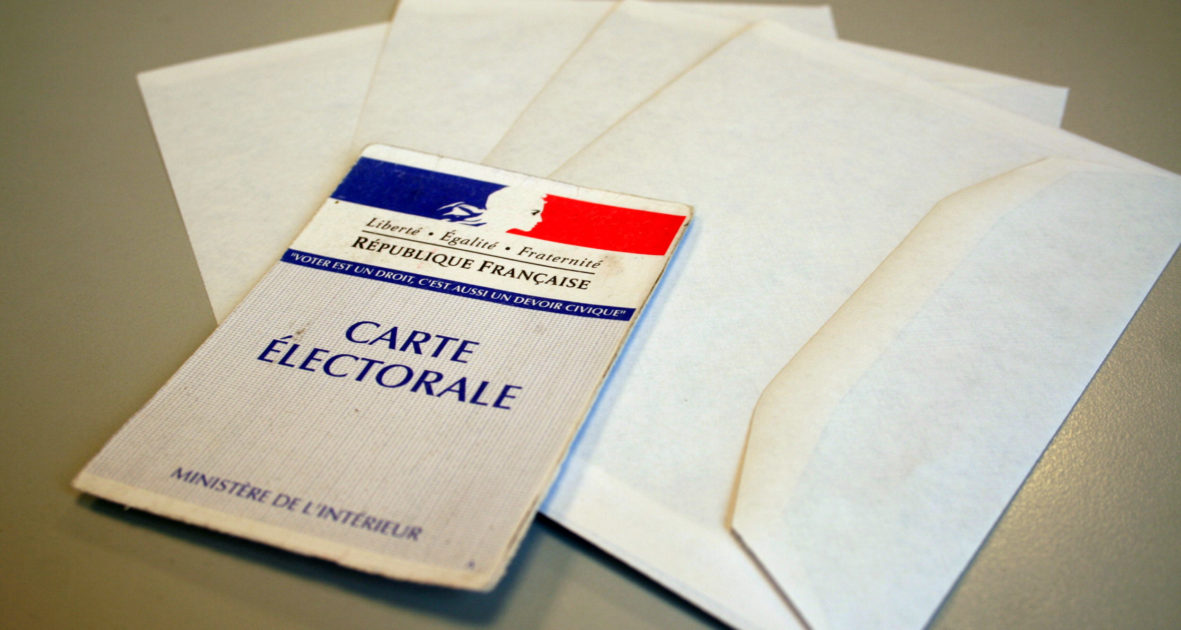 Liberté • Égalité • Fraternité
RÉPUBLIQUE FRANÇAISE
"VOTER EST UN DROIT, C'EST AUSSI UN DEVOIR CIVIQUE"
CARTE
ÉLECTORALE
MINISTÈRE DE L'INTÉRIEUR